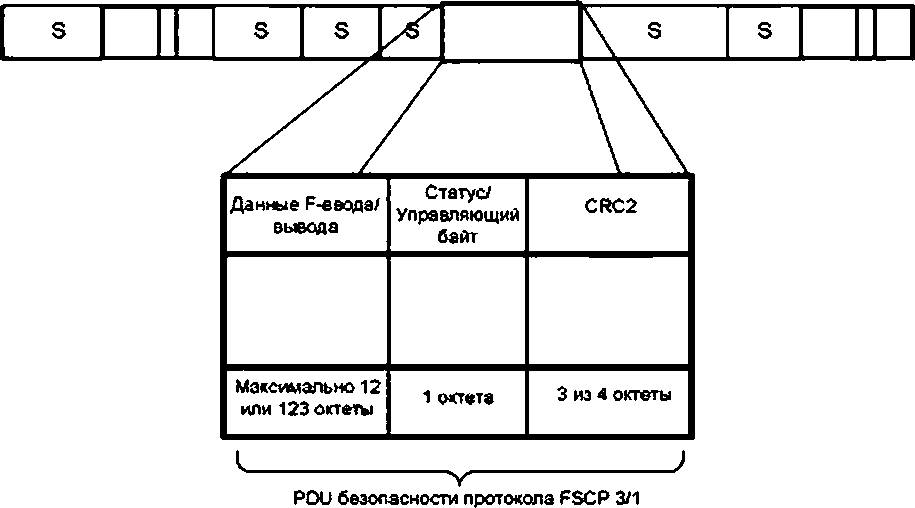 S S S S S S
Данные F-ввода/
вывода
Статус/
Управляющий
байт
CRC2
Максимально 12
или 123 октеты
1 октета
3 из 4 октеты
PDU безопасности протокола FSCP 3/1